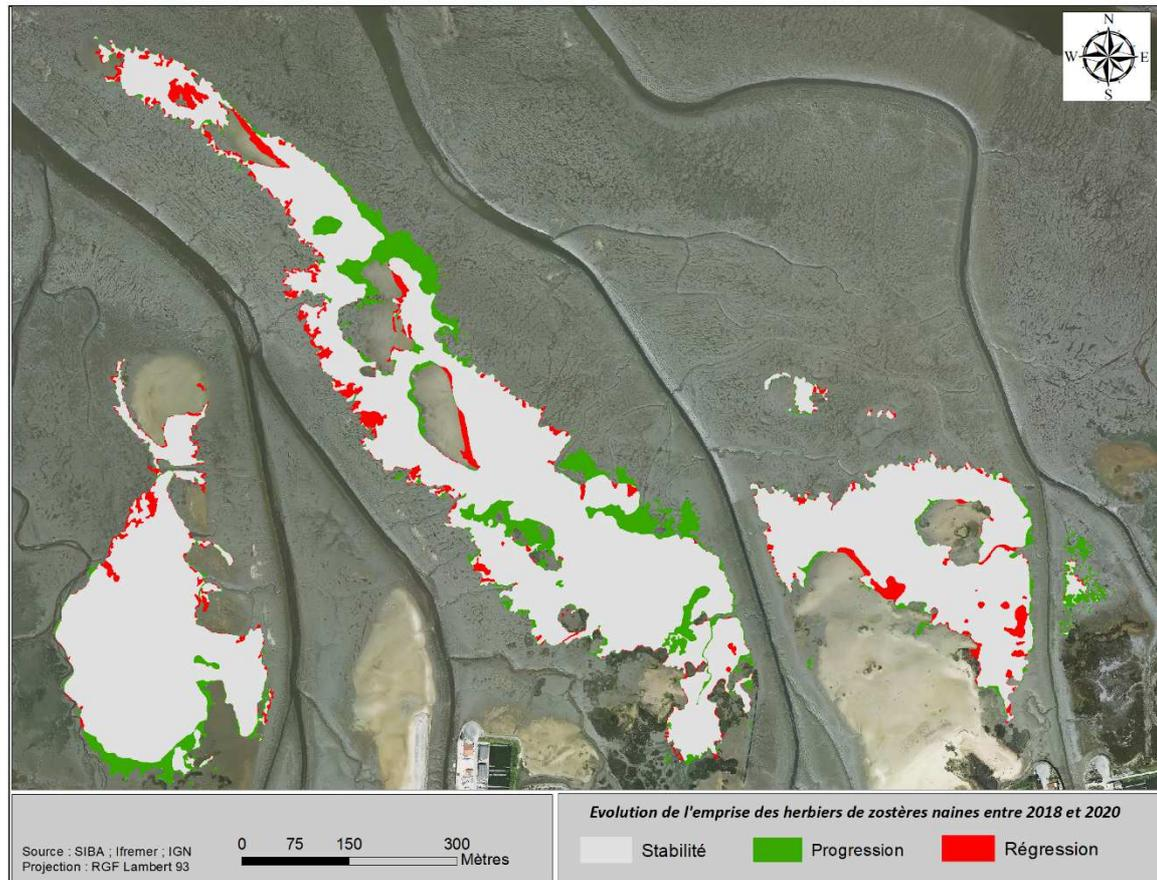 N
W E
S
Source : SIBA ; Ifremer ; IGN
Projection : RGF Lambert 93
0 75 150 300
Mètres
Evolution de l'emprise des herbiers de zostères naines entre 2018 et 2020
Stabilité Progression Régression